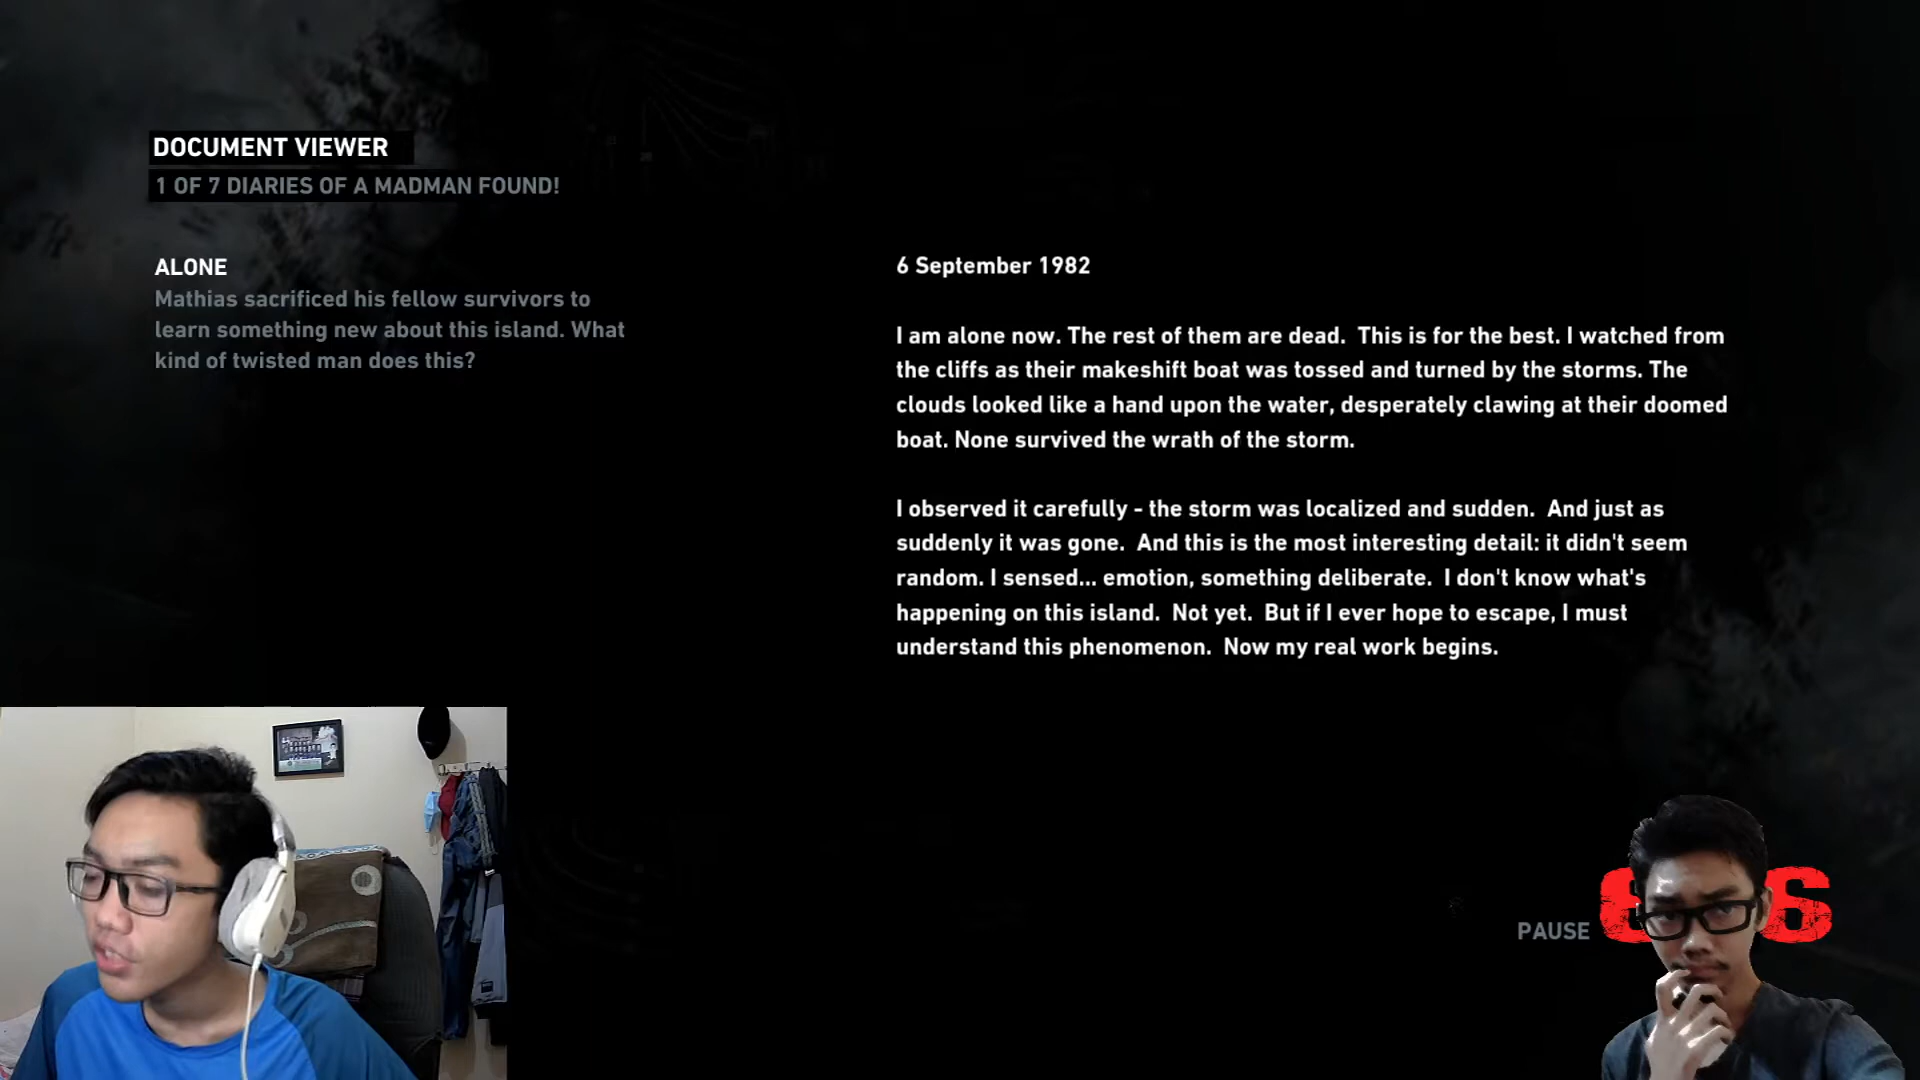 DOCUMENT VIEWER
1 OF 7 DIARIES OF A MADMAN FOUND!
ALONE
Mathias sacrificed his fellow survivors to
learn something new about this island. What
kind of twisted man does this?
6 September 1982
I am alone now. The rest of them are dead.  This is for the best. I watched from
the cliffs as their makeshift boat was tossed and turned by the storms. The
clouds looked like a hand upon the water, desperately clawing at their doomed
boat. None survived the wrath of the storm.
I observed it carefully - the storm was localized and sudden.  And just as
suddenly it was gone.  And this is the most interesting detail: it didn't seem
random. I sensed... emotion, something deliberate.  I don't know what's
happening on this island.  Not yet.  But if I ever hope to escape, I must
understand this phenomenon.  Now my real work begins.
PAUSE